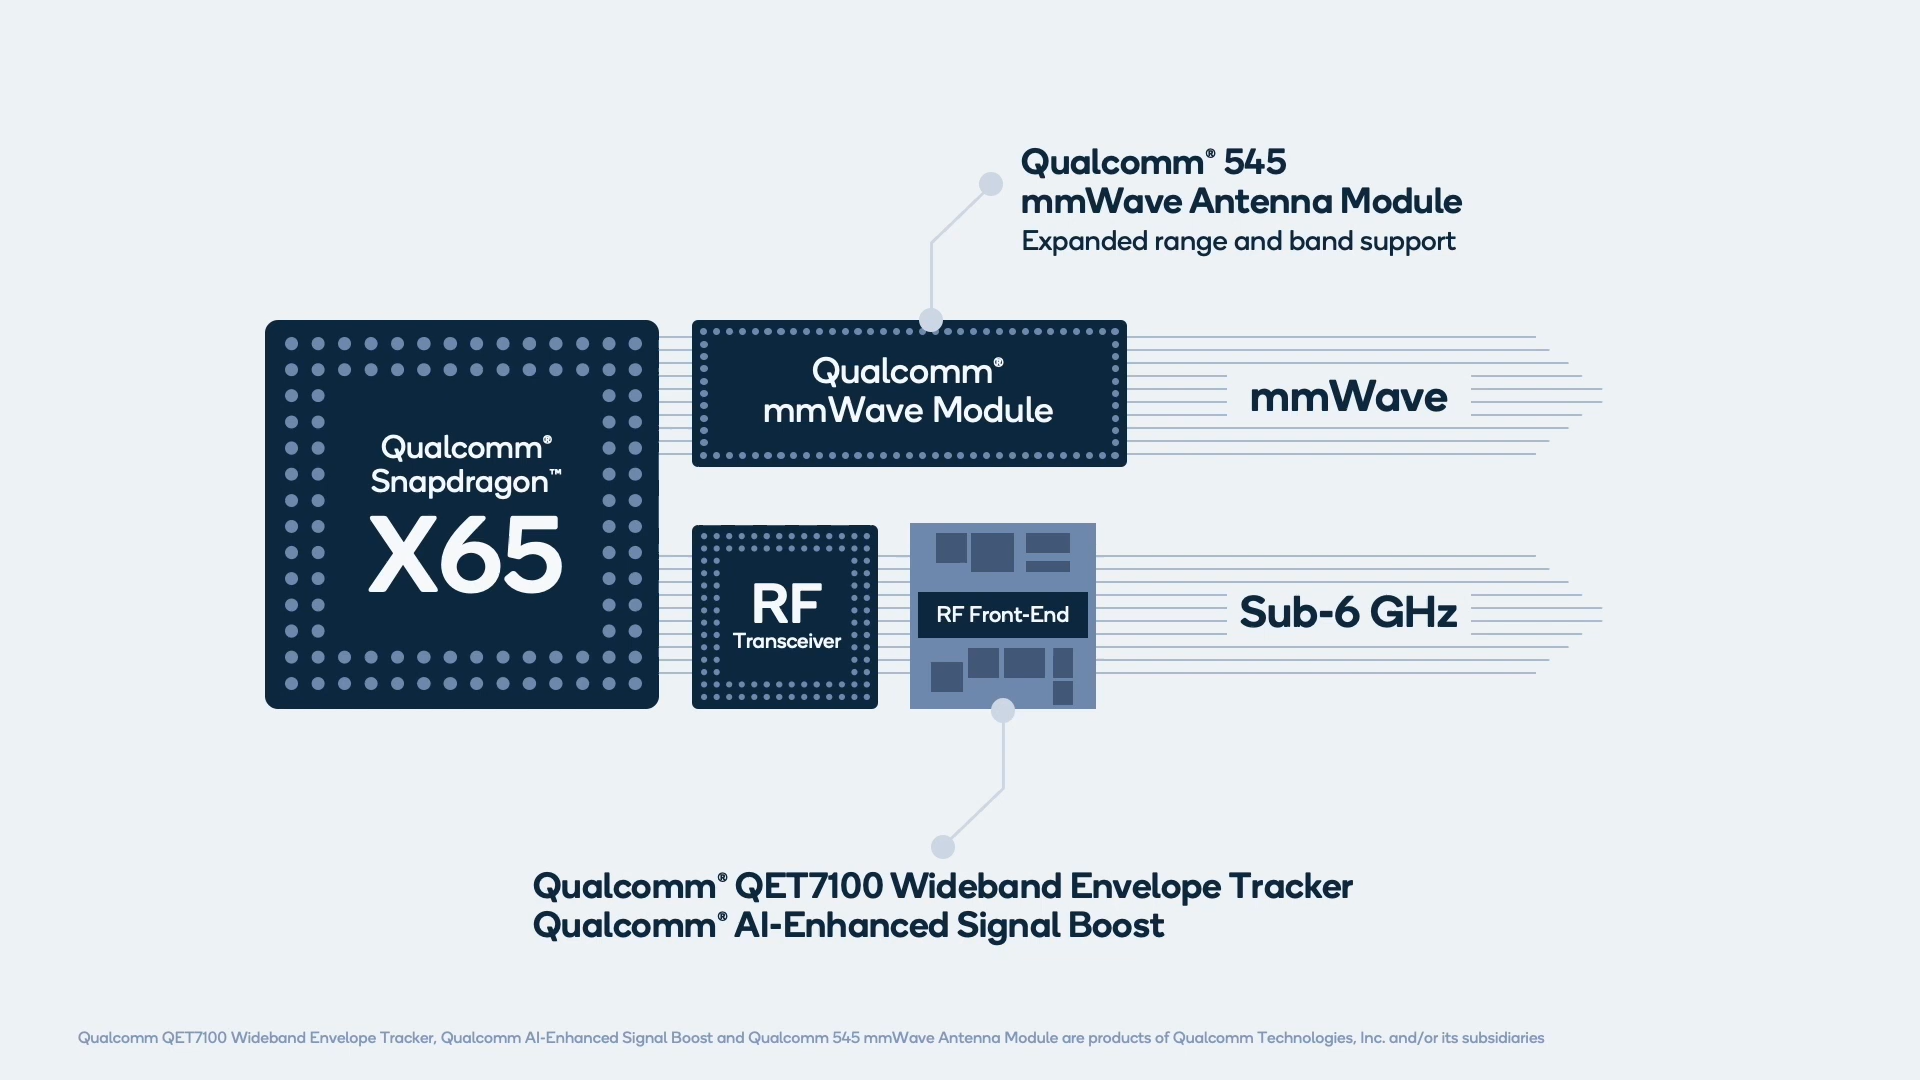 Qualcomm® 545
mmWave Antenna Module
Expanded range and band support
Qualcomm®
Snapdragon™
X65
Qualcomm®
mmWave Module
mmWave
RF
Transceiver
RF Front-End
Sub-6 GHz
Qualcomm® QET7100 Wideband Envelope Tracker
Qualcomm® AI-Enhanced Signal Boost
Qualcomm QET7100 Wideband Envelope Tracker, Qualcomm AI-Enhanced Signal Boost and Qualcomm 545 mmWave Antenna Module are products of Qualcomm Technologies, Inc. and/or its subsidiaries